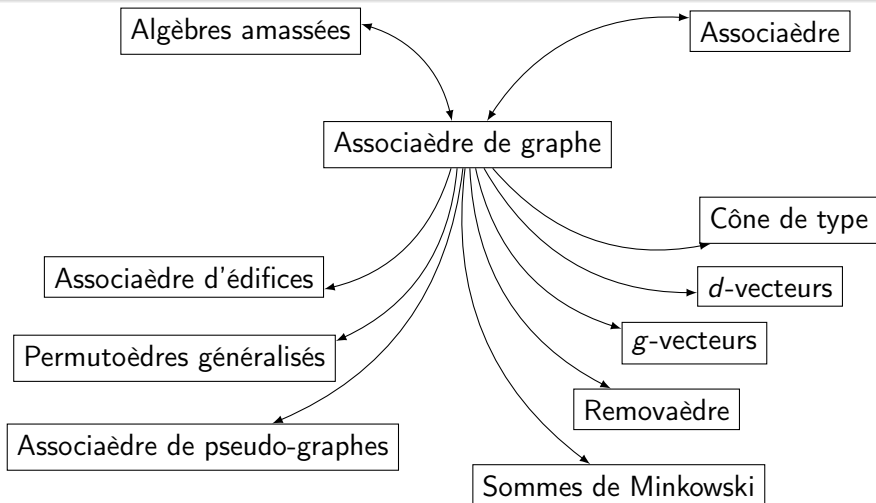 Algèbres amassées
Associaèdre
Associaèdre de graphe
Cône de type
Associaèdre d'édifices
d-vecteurs
g-vecteurs
Permutoèdres généralisés
Removaèdre
Associaèdre de pseudo-graphes
Sommes de Minkowski